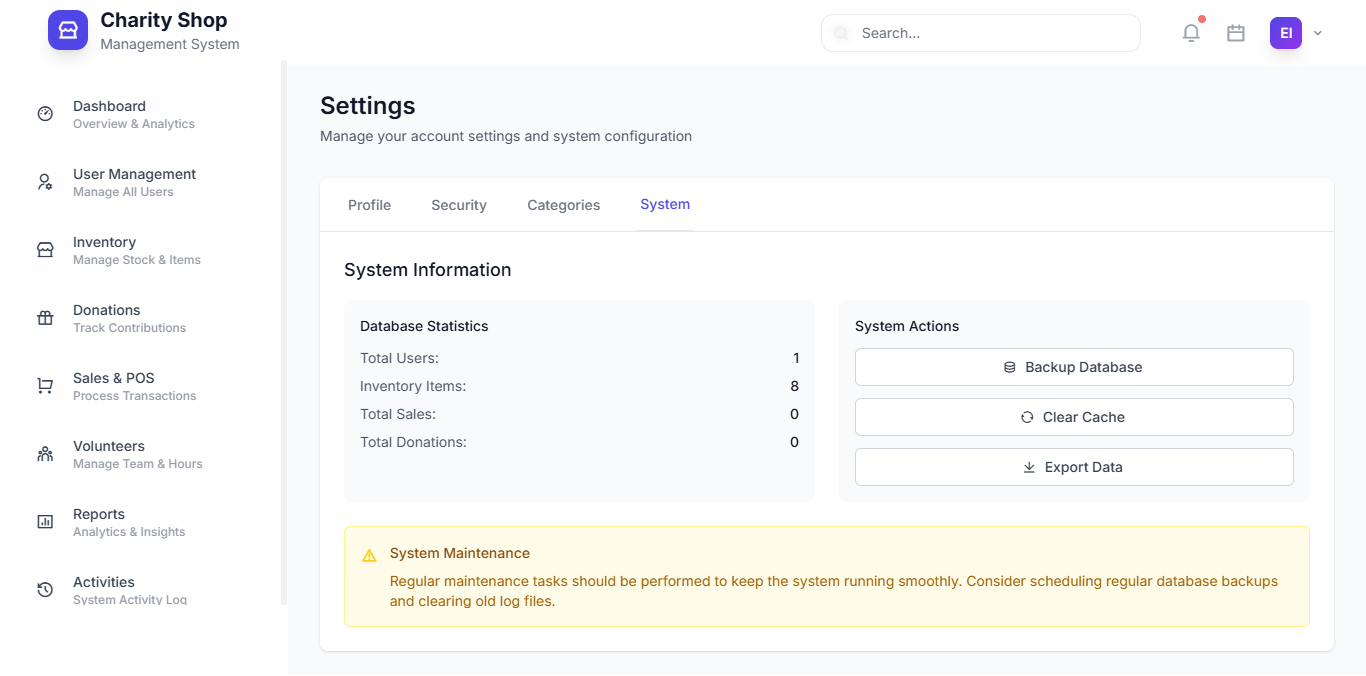 Charity Shop
Management System
Search...
EI
Dashboard
Overview & Analytics
User Management
Manage All Users
Inventory
Manage Stock & Items
Donations
Track Contributions
Sales & POS
Process Transactions
Volunteers
Manage Team & Hours
Reports
Analytics & Insights
Activities
System Activity Log
Settings
Manage your account settings and system configuration
Profile Security Categories System
System Information
Database Statistics
Total Users: 1
Inventory Items: 8
Total Sales: 0
Total Donations: 0
System Actions
Backup Database
Clear Cache
Export Data
System Maintenance
Regular maintenance tasks should be performed to keep the system running smoothly. Consider scheduling regular database backups
and clearing old log files.